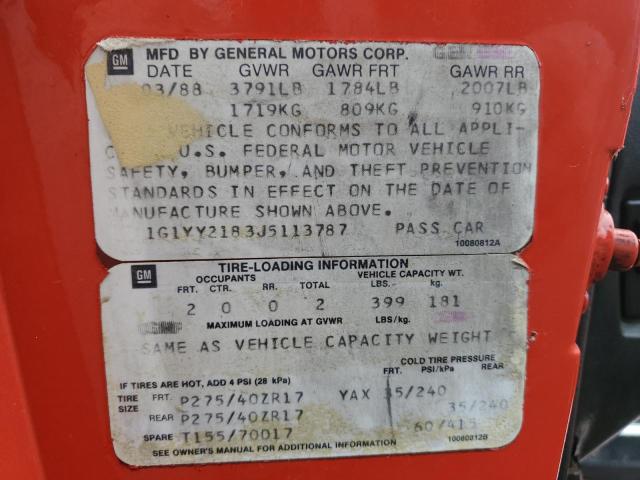 GM MFD BY GENERAL MOTORS CORP.
DATE GVWR GAWR FRT GAWR RR
03/88 3791LB 1784LB 2007LB
1719KG 809KG 910KG
VEHICLE CONFORMS TO ALL APPLI-
U.S. FEDERAL MOTOR VEHICLE
SAFETY, BUMPER, AND THEFT PREVENTION
STANDARDS IN EFFECT ON THE DATE OF
MANUFACTURE SHOWN ABOVE.
1G1YY2183J5113787 PASS CAR
10080812A
GM TIRE-LOADING INFORMATION
OCCUPANTS VEHICLE CAPACITY WT.
FRT. CTR. RR. TOTAL LBS. kg.
2 0 0 2 399 181
MAXIMUM LOADING AT GVWR LBS/kg.
SAME AS VEHICLE CAPACITY WEIGHT
COLD TIRE PRESSURE
IF TIRES ARE HOT, ADD 4 PSI (28 kPa) FRT. PSI/kPa REAR
TIRE SIZE FRT. P275/40ZR17 YAX 35/240
REAR P275/40ZR17 35/240
SPARE T155/70D17 60/415
10080812B
SEE OWNER'S MANUAL FOR ADDITIONAL INFORMATION